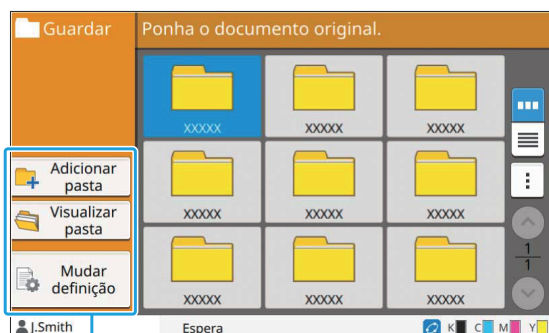 Guardar
Ponha o documento original.
XXXXX XXXXX XXXXX
Adicionar
pasta
XXXXX XXXXX XXXXX
Visualizar
pasta
1
1
Mudar
definição
XXXXX XXXXX XXXXX
J.Smith
Espera
K C M Y